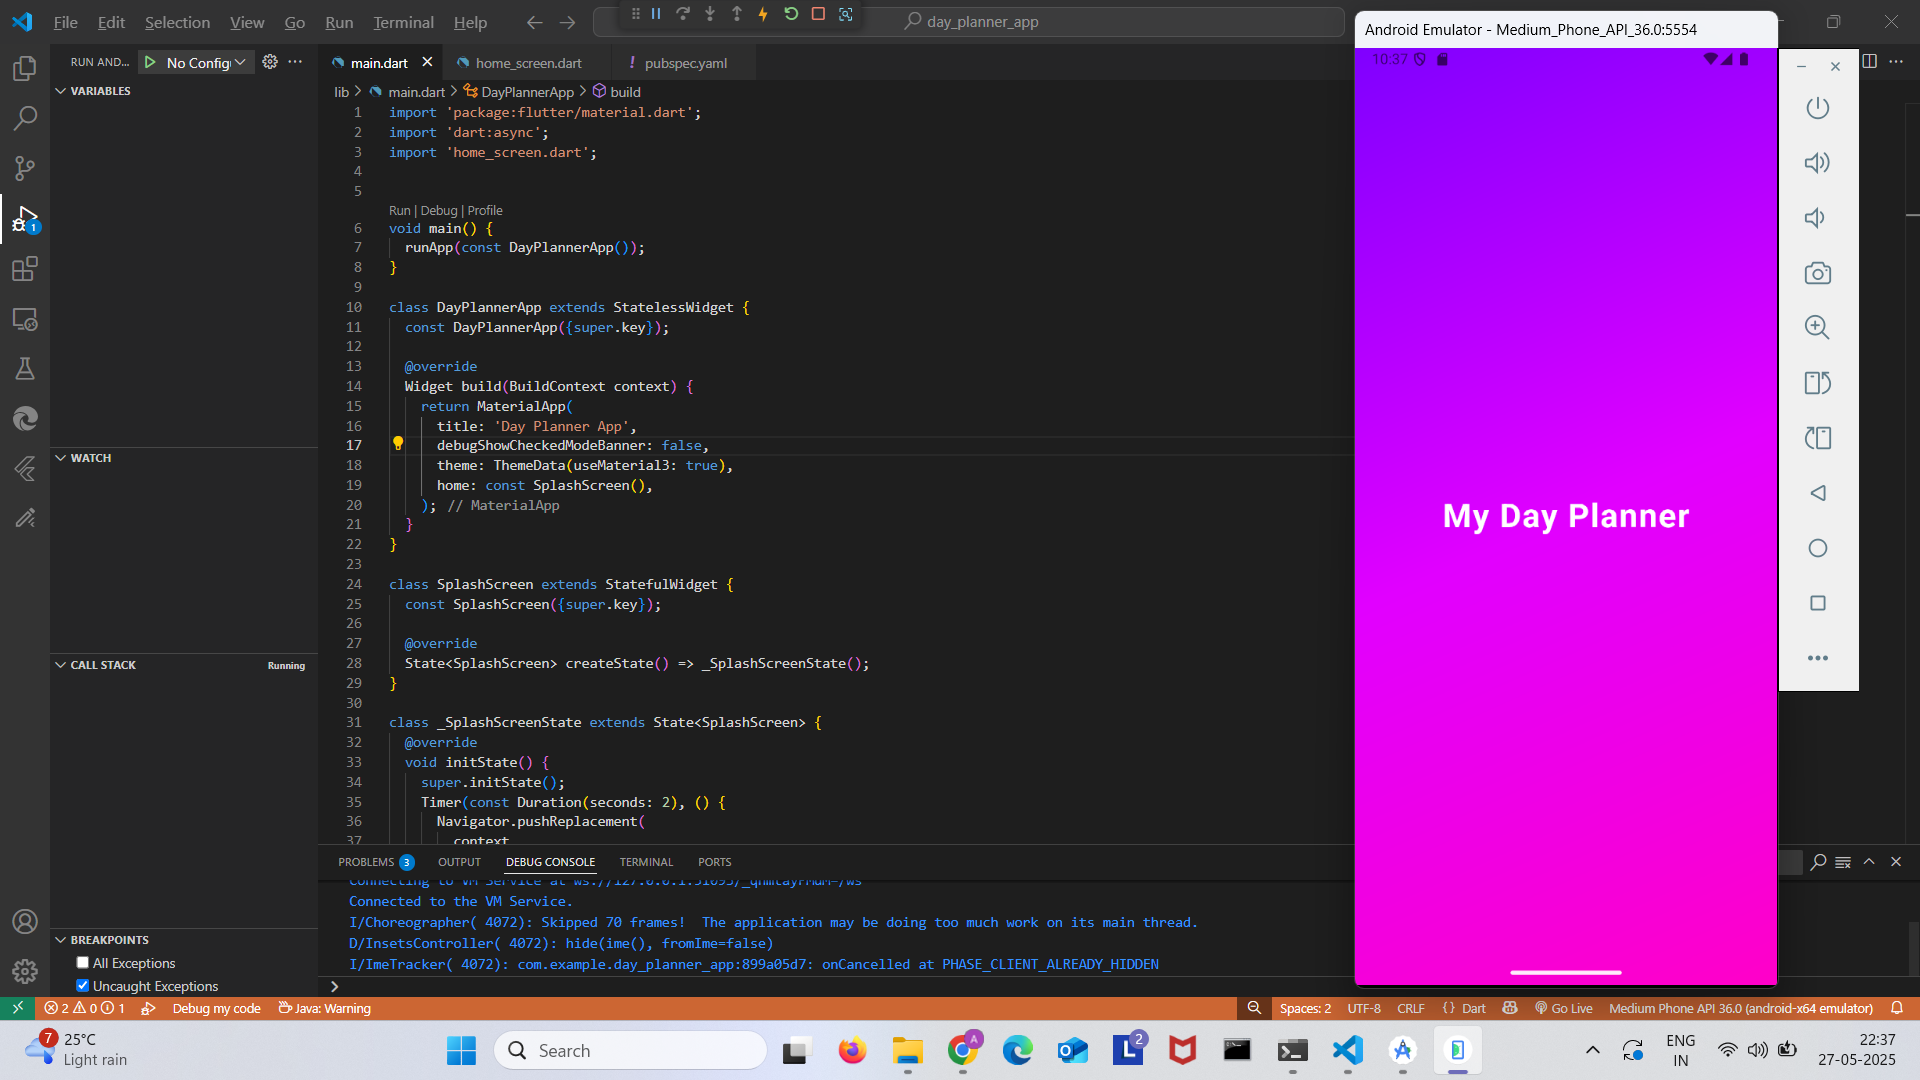 File Edit Selection View Go Run Terminal Help
day_planner_app
RUN AND... No Config
VARIABLES
WATCH
CALL STACK Running
BREAKPOINTS
All Exceptions
Uncaught Exceptions
1
main.dart
home_screen.dart
! pubspec.yaml
lib > main.dart > DayPlannerApp > build
1 import 'package:flutter/material.dart';
2 import 'dart:async';
3 import 'home_screen.dart';
4
5
Run | Debug | Profile
6 void main() {
7 runApp(const DayPlannerApp());
8 }
9
10 class DayPlannerApp extends StatelessWidget {
11 const DayPlannerApp({super.key});
12
13 @override
14 Widget build(BuildContext context) {
15 return MaterialApp(
16 title: 'Day Planner App',
17 debugShowCheckedModeBanner: false,
18 theme: ThemeData(useMaterial3: true),
19 home: const SplashScreen(),
20 ); // MaterialApp
21 }
22 }
23
24 class SplashScreen extends StatefulWidget {
25 const SplashScreen({super.key});
26
27 @override
28 State<SplashScreen> createState() => _SplashScreenState();
29 }
30
31 class _SplashScreenState extends State<SplashScreen> {
32 @override
33 void initState() {
34 super.initState();
35 Timer(const Duration(seconds: 2), () {
36 Navigator.pushReplacement(
37 context
PROBLEMS 3 OUTPUT DEBUG CONSOLE TERMINAL PORTS
Connecting to VM Service at
Connected to the VM Service.
I/Choreographer( 4072): Skipped 70 frames!  The application may be doing too much work on its main thread.
D/InsetsController( 4072): hide(ime(), fromIme=false)
I/ImeTracker( 4072): com.example.day_planner_app:899a05d7: onCancelled at PHASE_CLIENT_ALREADY_HIDDEN
>
Android Emulator - Medium_Phone_API_36.0:5554
10:37
My Day Planner
2 0 1 Debug my code Java: Warning
Spaces: 2 UTF-8 CRLF {} Dart Go Live Medium Phone API 36.0 (android-x64 emulator)
7
25°C
Light rain
Search
A
L 2
ENG
IN
22:37
27-05-2025